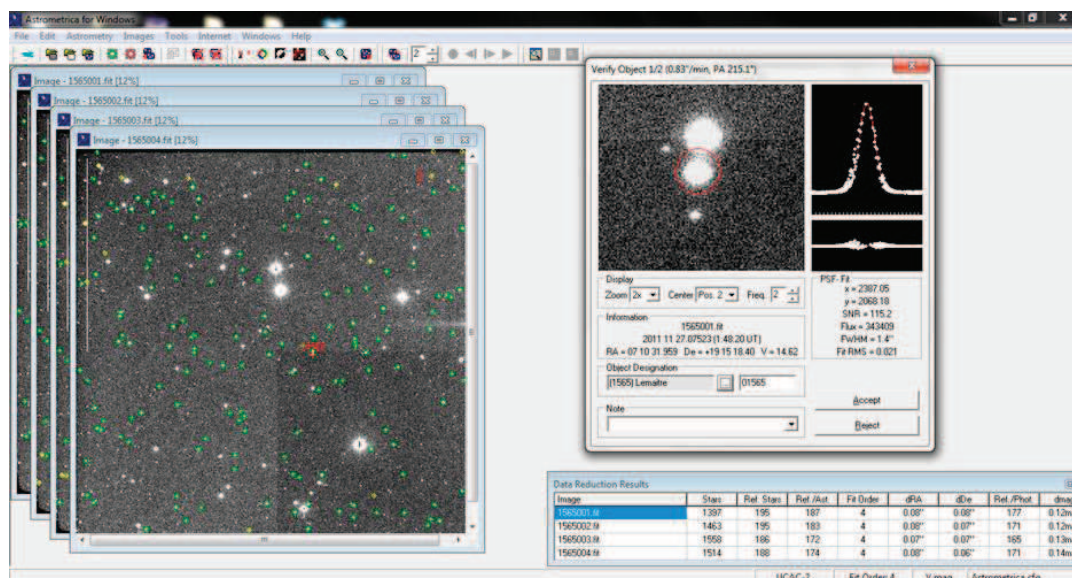 Astrometrica for Windows
File Edit Astrometry Images Tools Internet Windows Help
2
Image - 1565001.fit [12%]
Image - 1565002.fit [12%]
Image - 1565003.fit [12%]
Image - 1565004.fit [12%]
Verify Object 1/2 (0.83"/min, PA 215.1°)
Display
Zoom 2x Center Pos. 2 Freq. 2
Information
1565001.fit
2011 11 27.07523 (1:48:20 UT)
RA = 07 10 31.959 De = +19 15 18.40 V = 14.62
Object Designation
(1565) Lemaitre ... 01565
Note
PSF- Fit
x = 2387.05
y = 2068.18
SNR = 115.2
Flux = 343409
FWHM = 1.4"
Fit RMS = 0.021
Accept
Reject
Data Reduction Results
Image Stars Ref. Stars Ref./Ast. Fit Order dRA dDe Ref./Phot. dmag
1565001.fit 1397 195 187 4 0.08" 0.08" 177 0.12m
1565002.fit 1463 195 183 4 0.08" 0.07" 171 0.12m
1565003.fit 1558 186 172 4 0.07" 0.07" 165 0.13m
1565004.fit 1514 188 174 4 0.08" 0.06" 171 0.14m
UCAC-2 Fit Order 4 V mag Astrometrica.cfg